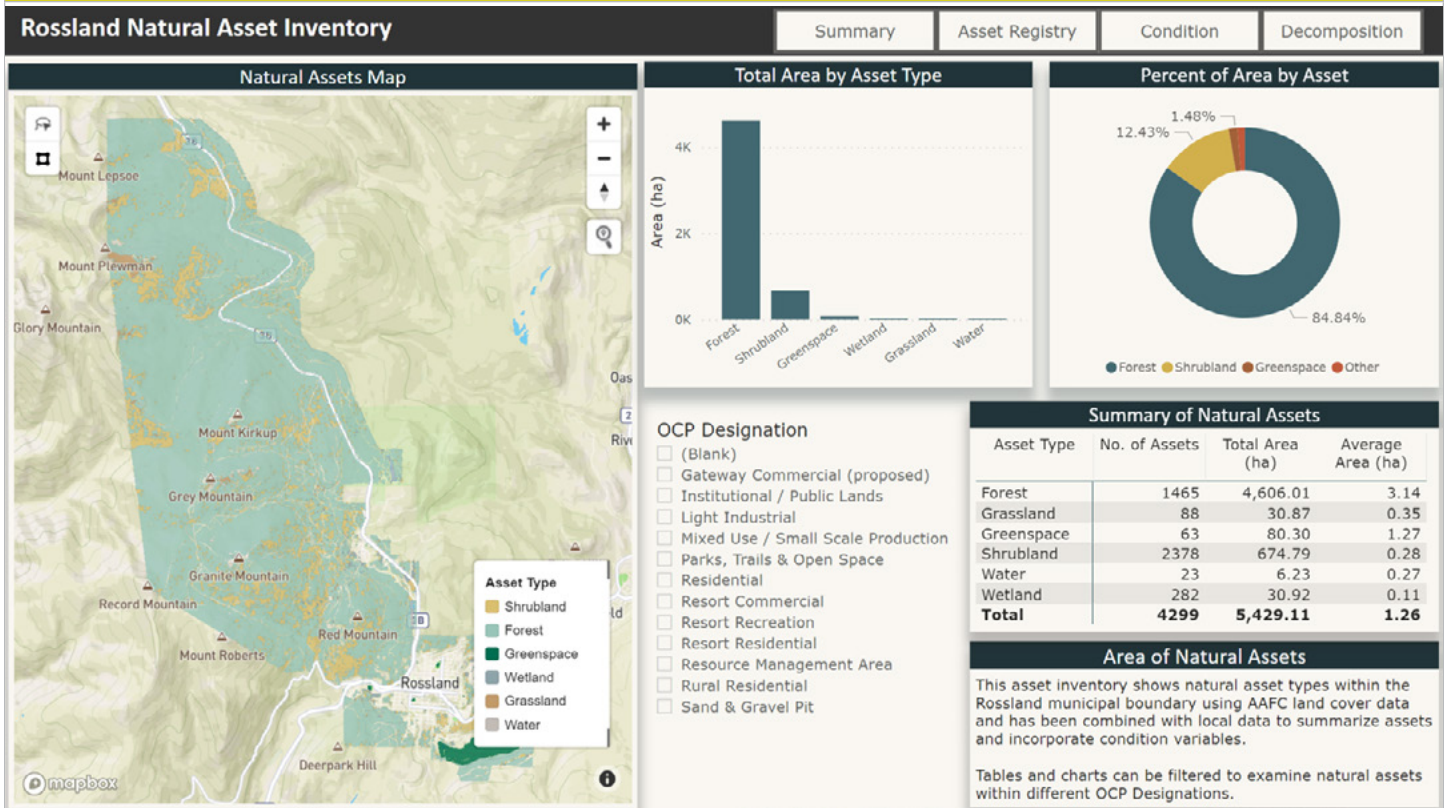 Rossland Natural Asset Inventory
Summary
Asset Registry
Condition
Decomposition
Natural Assets Map
Mount Lepsoe
Mount Plewman
Glory Mountain
Mount Kirkup
Grey Mountain
Granite Mountain
Record Mountain
Red Mountain
Mount Roberts
Rossland
Deerpark Hill
Oas
Rive
ld
3B
3B
3B
2
mapbox
Asset Type
Shrubland
Forest
Greenspace
Wetland
Grassland
Water
Total Area by Asset Type
Area (ha)
4K
2K
0K
Forest
Shrubland
Greenspace
Wetland
Grassland
Water
Percent of Area by Asset
1.48%
12.43%
84.84%
Forest Shrubland Greenspace Other
OCP Designation
(Blank)
Gateway Commercial (proposed)
Institutional / Public Lands
Light Industrial
Mixed Use / Small Scale Production
Parks, Trails & Open Space
Residential
Resort Commercial
Resort Recreation
Resort Residential
Resource Management Area
Rural Residential
Sand & Gravel Pit
Summary of Natural Assets
Asset Type No. of Assets Total Area (ha) Average Area (ha)
Forest 1465 4,606.01 3.14
Grassland 88 30.87 0.35
Greenspace 63 80.30 1.27
Shrubland 2378 674.79 0.28
Water 23 6.23 0.27
Wetland 282 30.92 0.11
Total 4299 5,429.11 1.26
Area of Natural Assets
This asset inventory shows natural asset types within the
Rossland municipal boundary using AAFC land cover data
and has been combined with local data to summarize assets
and incorporate condition variables.
Tables and charts can be filtered to examine natural assets
within different OCP Designations.